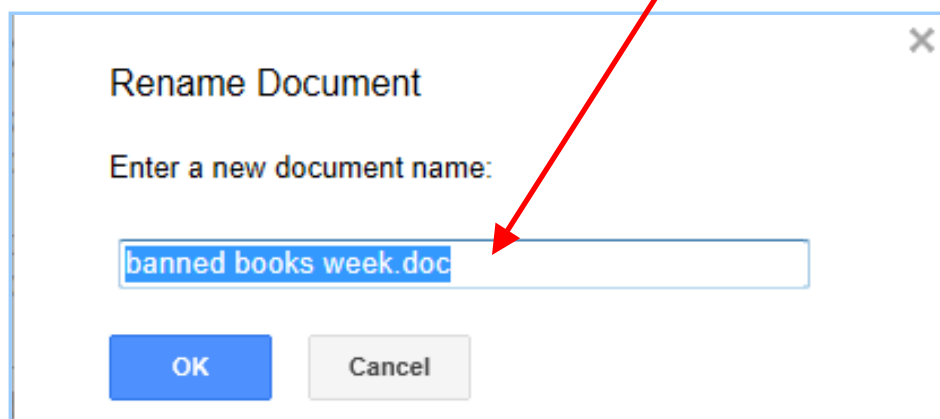 Rename Document
Enter a new document name:
banned books week.doc
OK Cancel